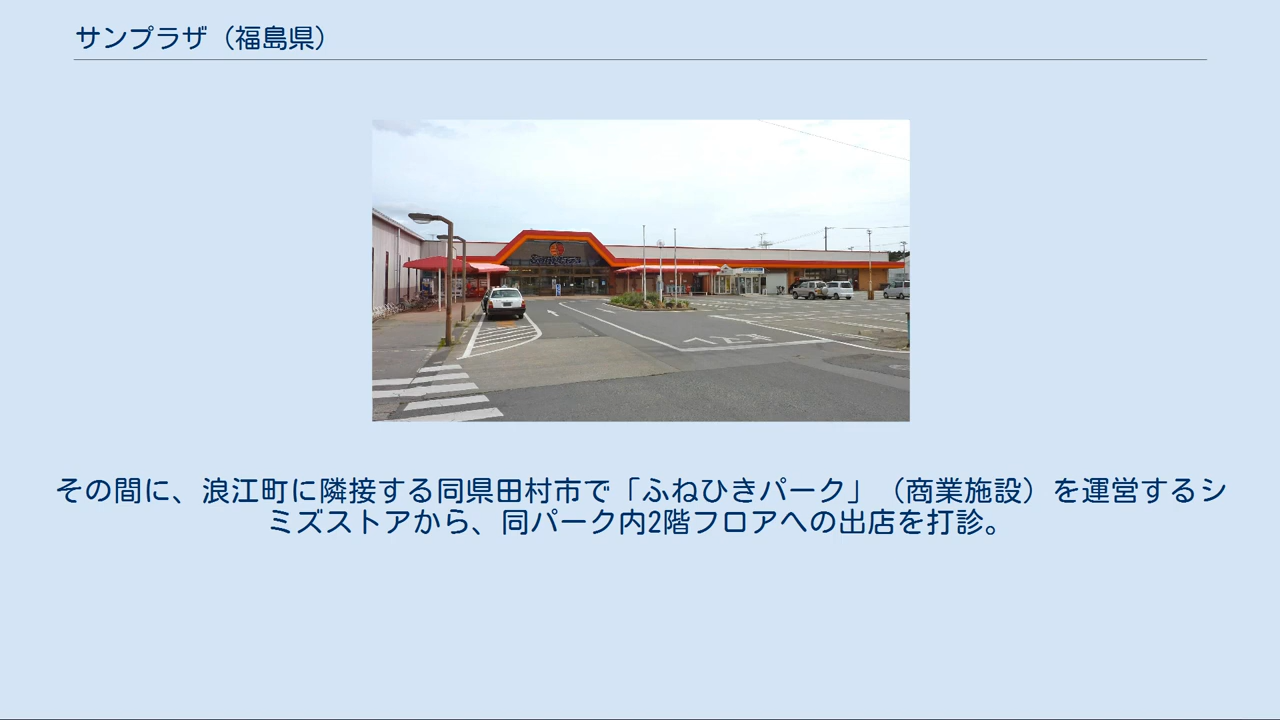 サンプラザ（福島県）
その間に、浪江町に隣接する同県田村市で「ふねひきパーク」（商業施設）を運営するシ
ミズストアから、同パーク内2階フロアへの出店を打診。